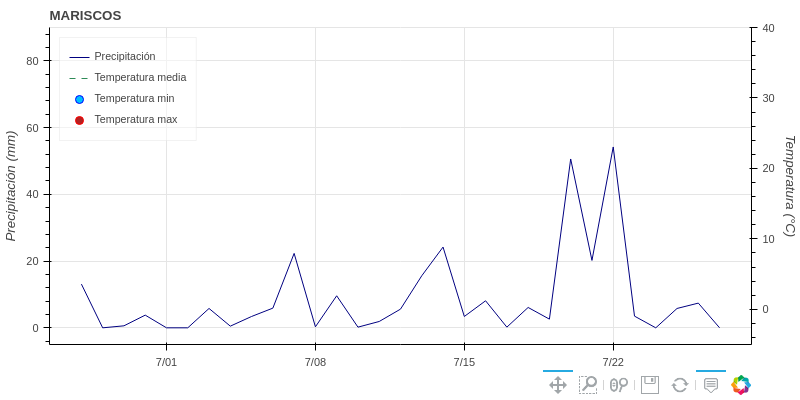 MARISCOS
Precipitación
Temperatura media
Temperatura min
Temperatura max
Precipitación (mm)
80
60
40
20
0
Temperatura (°C)
40
30
20
10
0
7/01
7/08
7/15
7/22